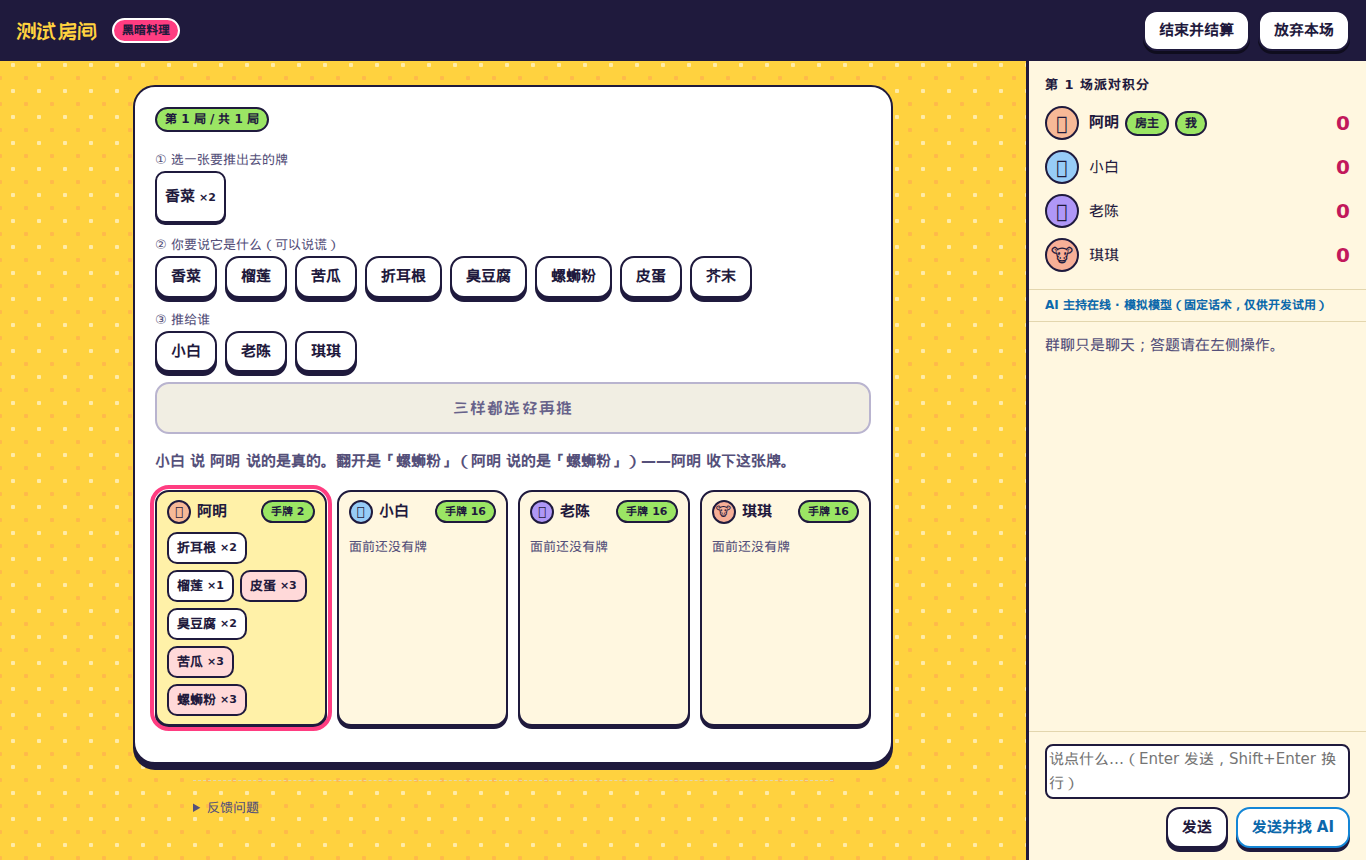 测试房间 黑暗料理 结束并结算 放弃本场
第 1 局 / 共 1 局
① 选一张要推出去的牌
香菜 ×2
② 你要说它是什么（可以说谎）
香菜 榴莲 苦瓜 折耳根 臭豆腐 螺蛳粉 皮蛋 芥末
③ 推给谁
小白 老陈 琪琪
三样都选好再推
小白 说 阿明 说的是真的。翻开是「螺蛳粉」（阿明 说的是「螺蛳粉」）——阿明 收下这张牌。
阿明 手牌 2
折耳根 ×2
榴莲 ×1 皮蛋 ×3
臭豆腐 ×2
苦瓜 ×3
螺蛳粉 ×3
小白 手牌 16
面前还没有牌
老陈 手牌 16
面前还没有牌
琪琪 手牌 16
面前还没有牌
▶ 反馈问题
第 1 场派对积分
阿明 房主 我 0
小白 0
老陈 0
琪琪 0
AI 主持在线 · 模拟模型（固定话术，仅供开发试用）
群聊只是聊天；答题请在左侧操作。
说点什么…（Enter 发送，Shift+Enter 换
行）
发送 发送并找 AI